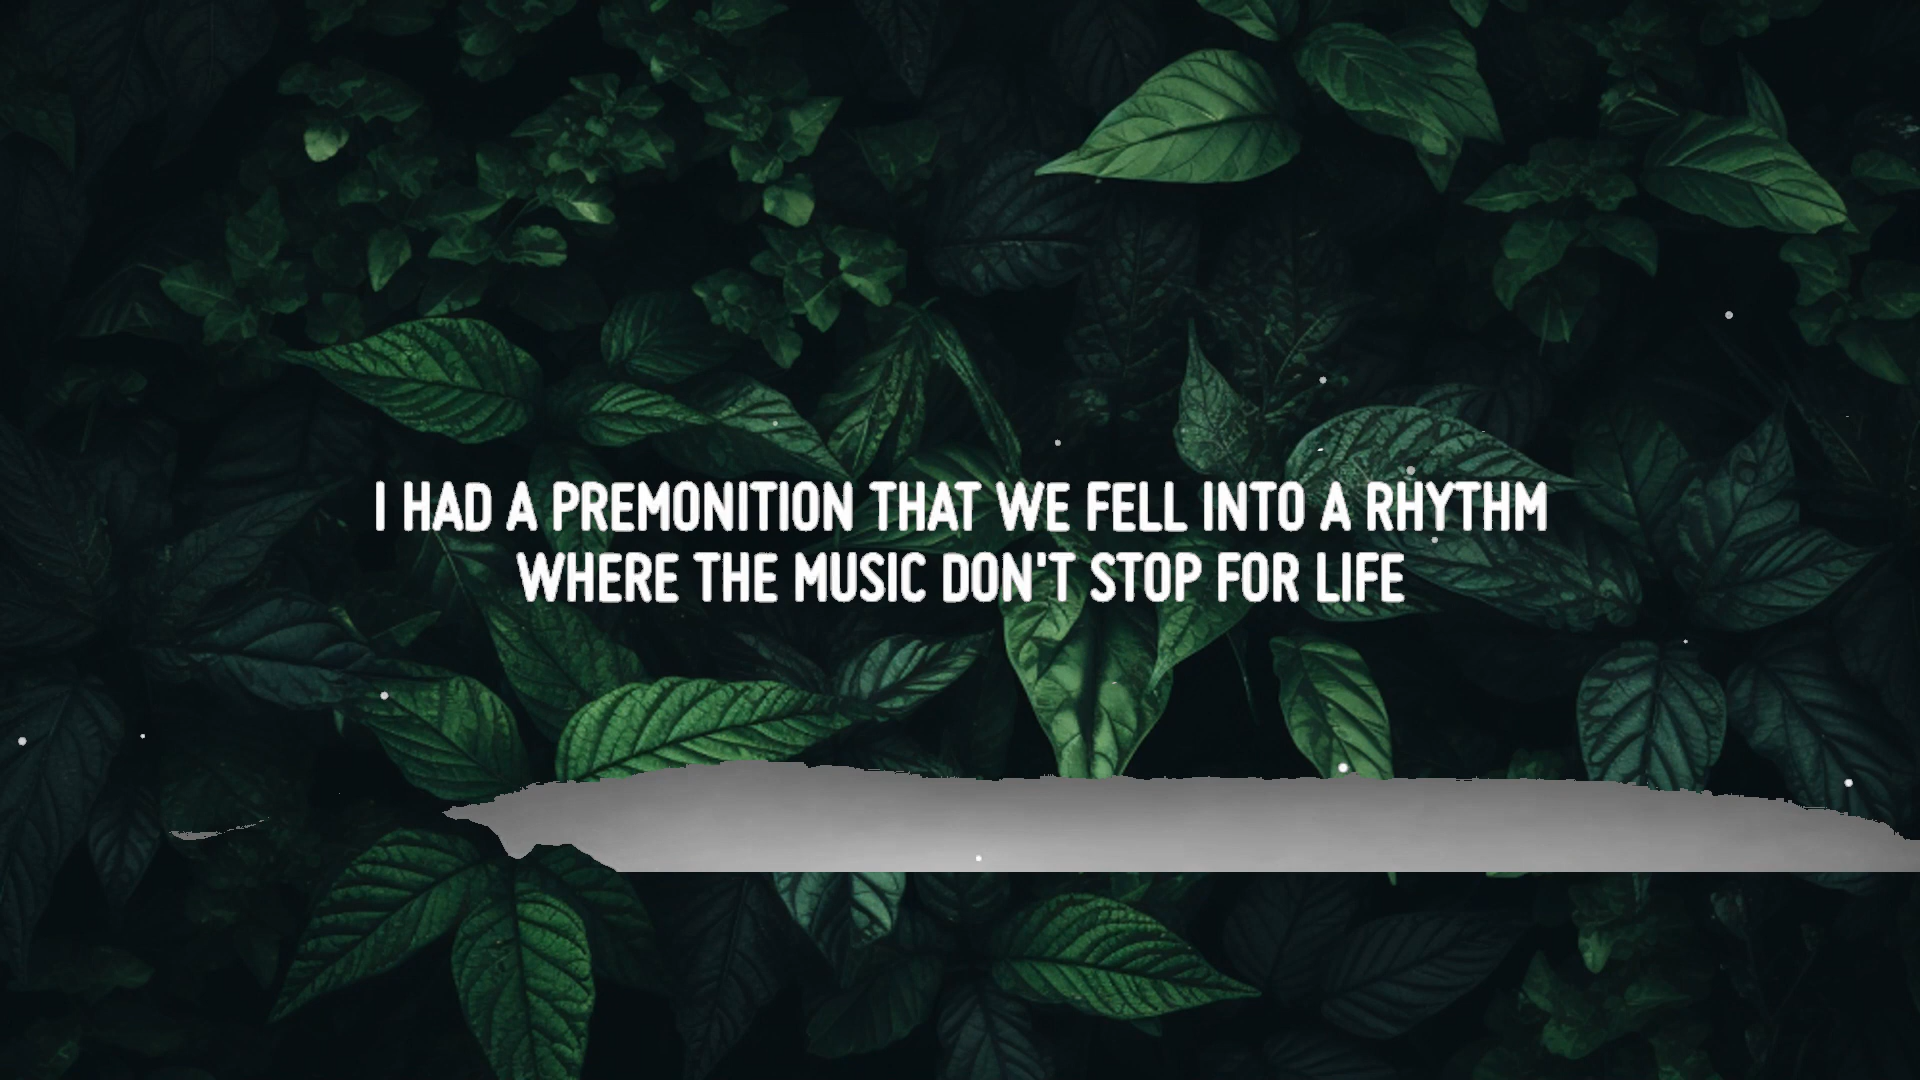 I HAD A PREMONITION THAT WE FELL INTO A RHYTHM
WHERE THE MUSIC DON'T STOP FOR LIFE